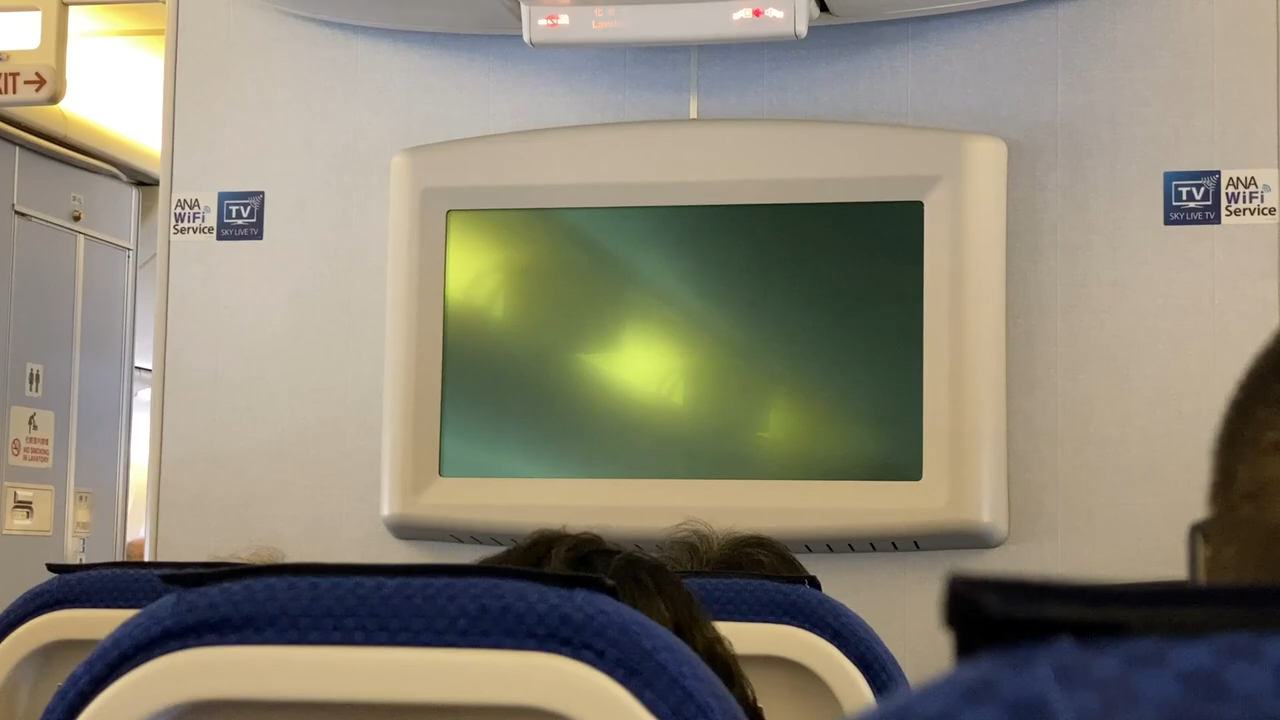 EXIT→
ANA
WiFi
Service
TV
SKY LIVE TV
TV
SKY LIVE TV
ANA
WiFi
Service
NO SMOKING
IN LAVATORY